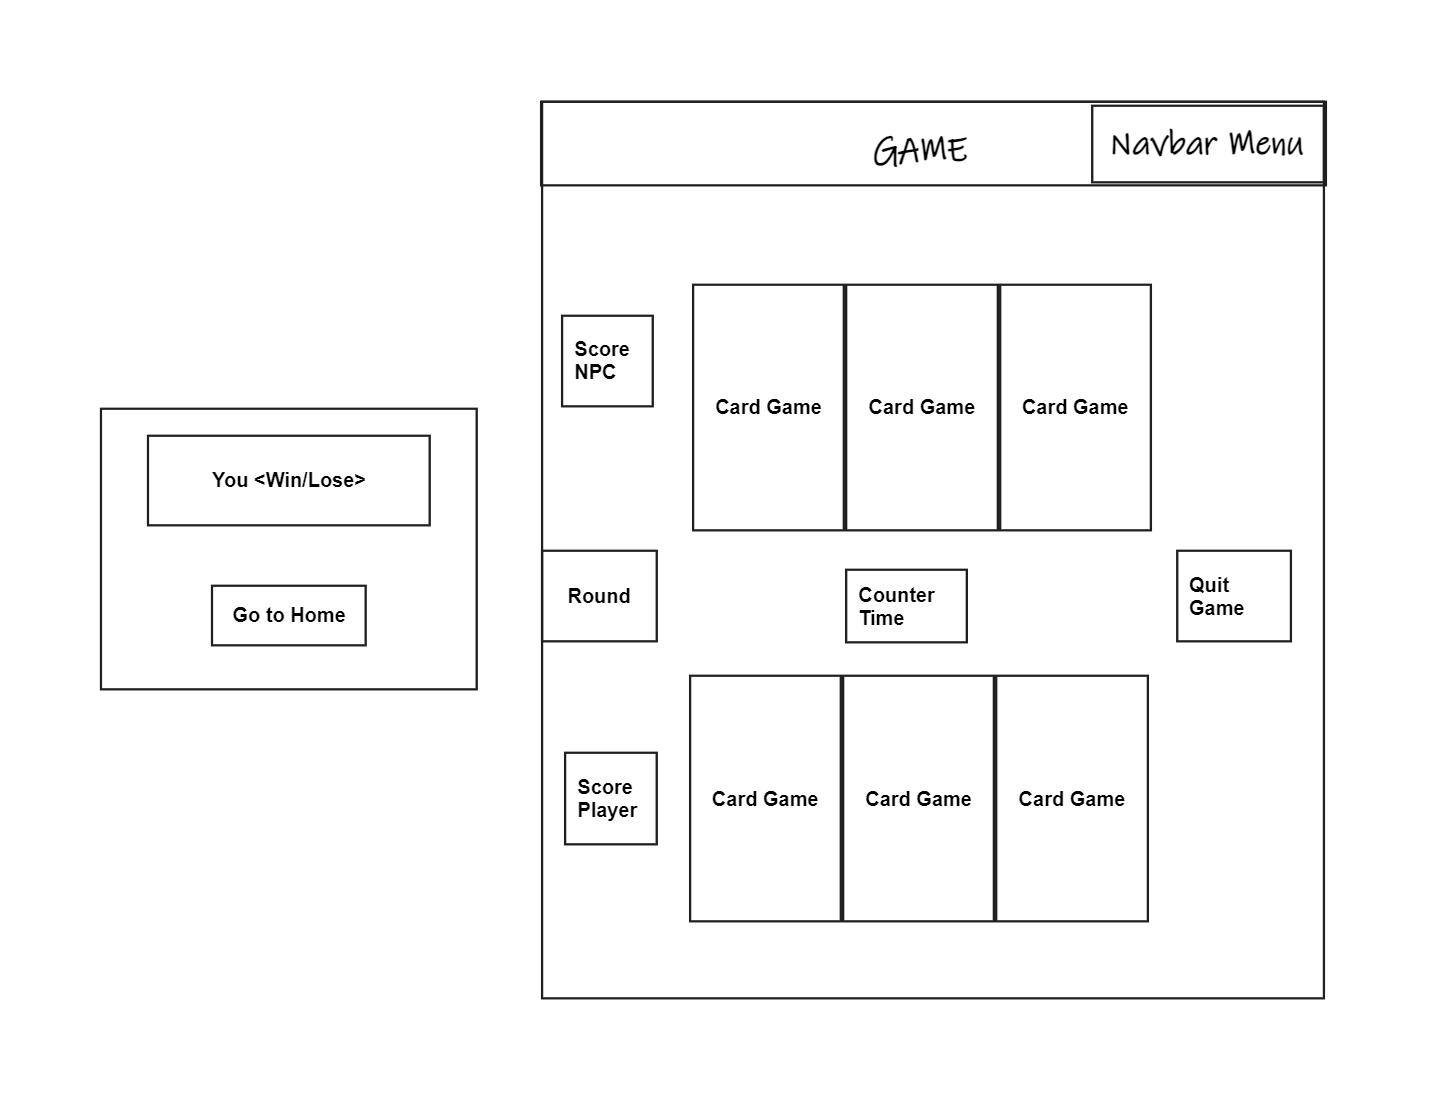 GAME
Navbar Menu
Score
NPC
Card Game
Card Game
Card Game
You <Win/Lose>
Go to Home
Round
Counter
Time
Quit
Game
Score
Player
Card Game
Card Game
Card Game